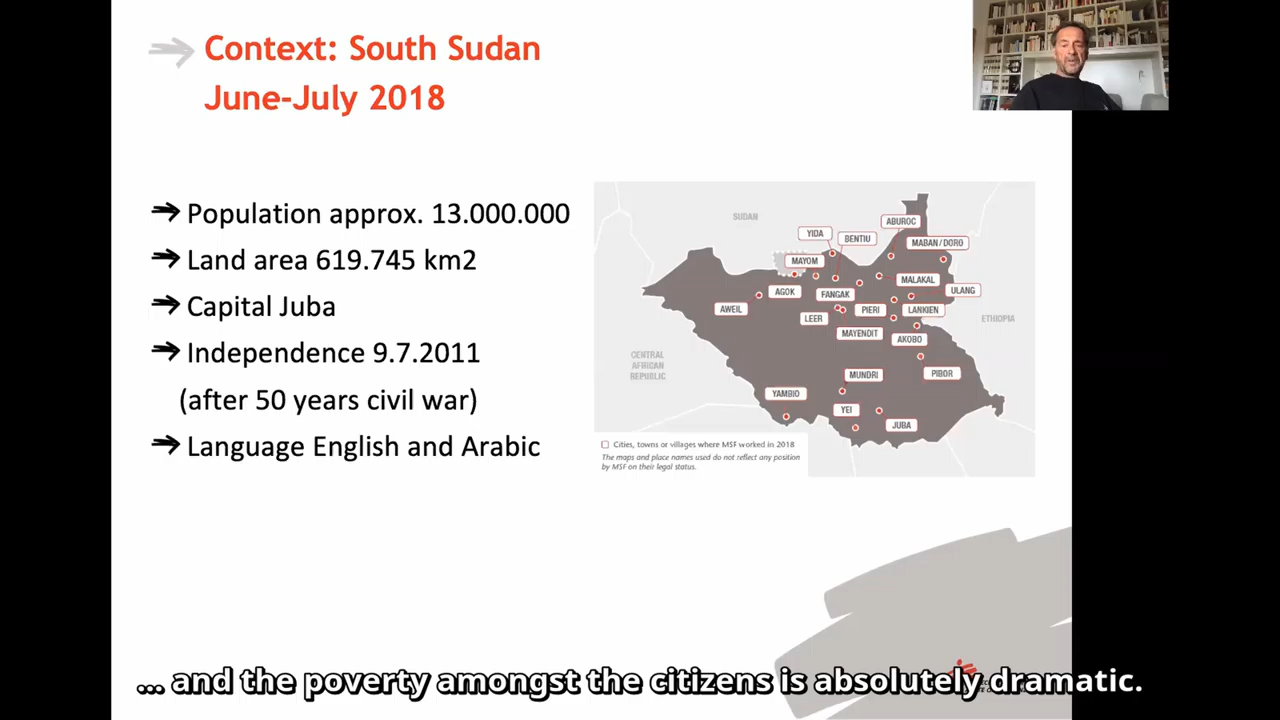 Context: South Sudan
June-July 2018
Population approx. 13.000.000
Land area 619.745 km2
Capital Juba
Independence 9.7.2011
(after 50 years civil war)
Language English and Arabic
SUDAN
ABUROC
YIDA
BENTIU
MABAN / DORO
MAYOM
MALAKAL
AGOK
FANGAK
ULANG
AWEIL
LEER
PIERI
LANKIEN
ETHIOPIA
MAYENDIT
AKOBO
CENTRAL
AFRICAN
REPUBLIC
MUNDRI
PIBOR
YAMBIO
YEI
JUBA
Cities, towns or villages where MSF worked in 2018
The maps and place names used do not reflect any position
by MSF on their legal status.
... and the poverty amongst the citizens is absolutely dramatic.